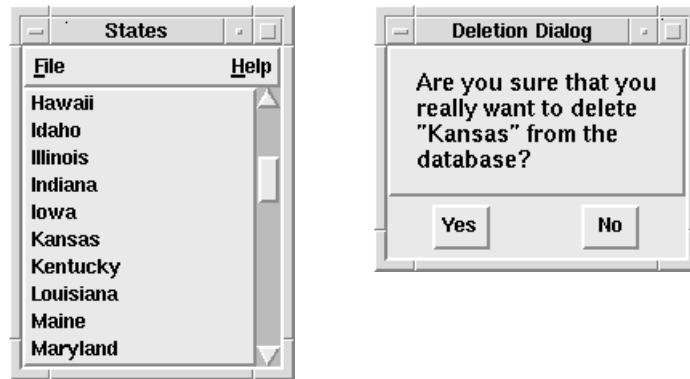 States
File Help
Hawaii
Idaho
Illinois
Indiana
Iowa
Kansas
Kentucky
Louisiana
Maine
Maryland
Deletion Dialog
Are you sure that you
really want to delete
"Kansas" from the
database?
Yes No